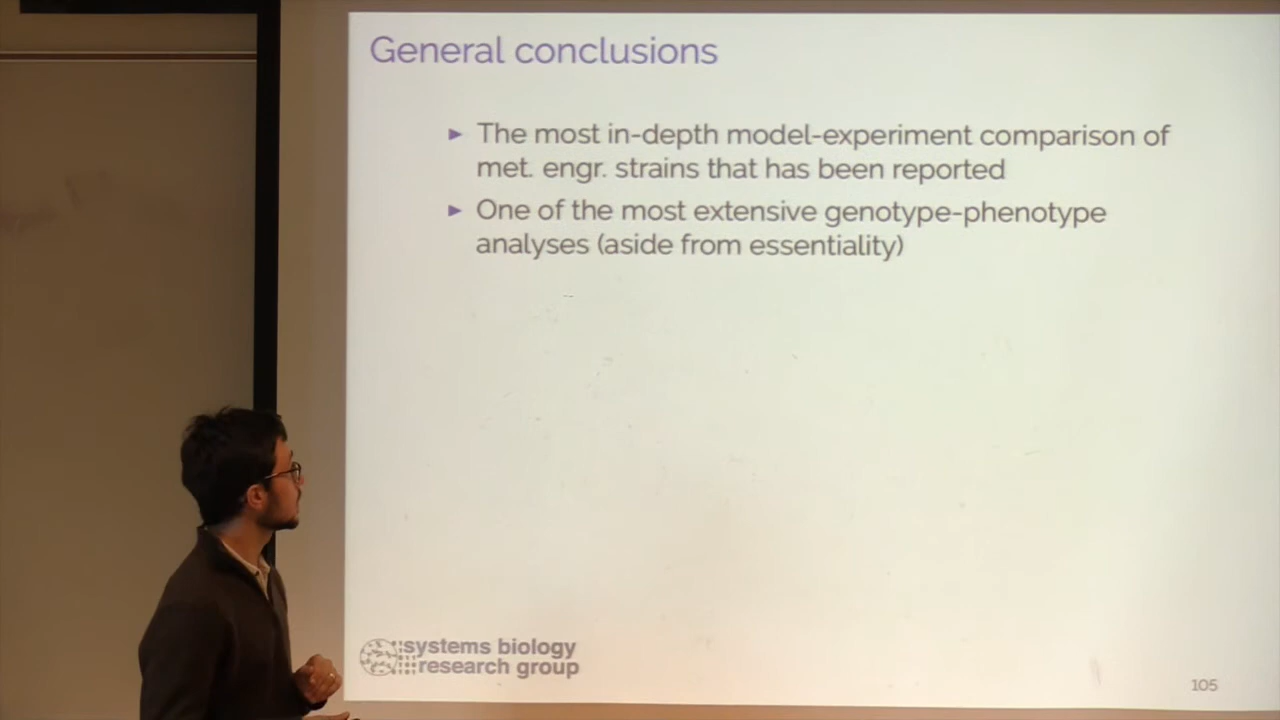 General conclusions
► The most in-depth model-experiment comparison of
met. engr. strains that has been reported
► One of the most extensive genotype-phenotype
analyses (aside from essentiality)
systems biology
research group
105